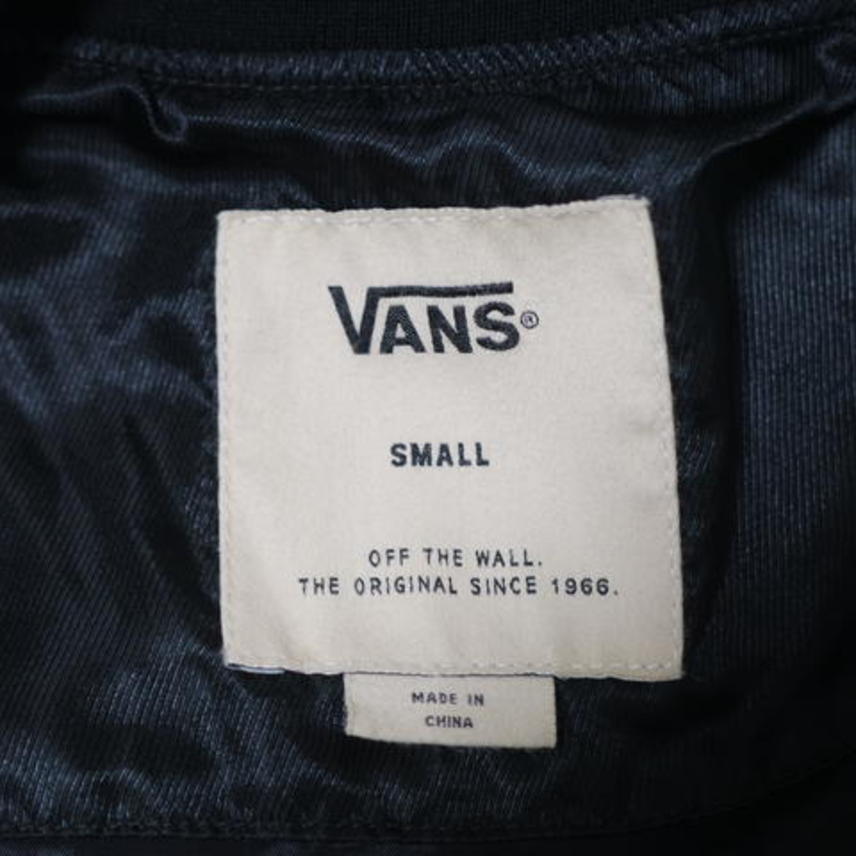 VANS®
SMALL
OFF THE WALL.
THE ORIGINAL SINCE 1966.
MADE IN
CHINA